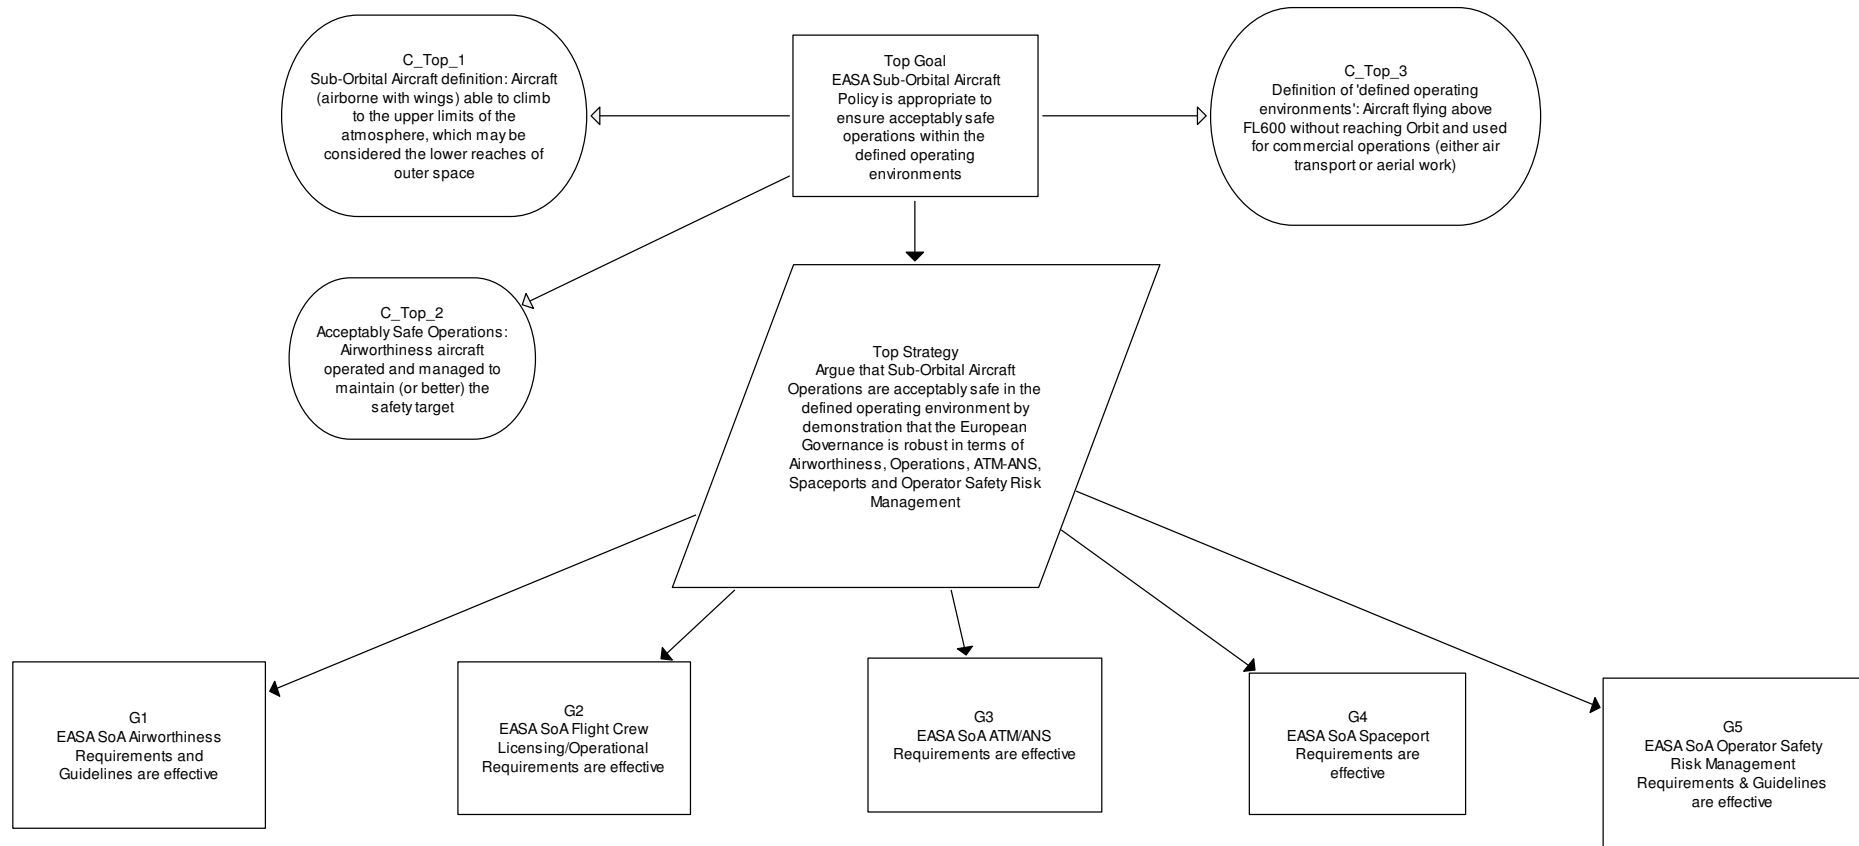 C_Top_1
Sub-Orbital Aircraft definition: Aircraft
(airborne with wings) able to climb
to the upper limits of the
atmosphere, which may be
considered the lower reaches of
outer space
Top Goal
EASA Sub-Orbital Aircraft
Policy is appropriate to
ensure acceptably safe
operations within the
defined operating
environments
C_Top_3
Definition of 'defined operating
environments': Aircraft flying above
FL600 without reaching Orbit and used
for commercial operations (either air
transport or aerial work)
C_Top_2
Acceptably Safe Operations:
Airworthiness aircraft
operated and managed to
maintain (or better) the
safety target
Top Strategy
Argue that Sub-Orbital Aircraft
Operations are acceptably safe in the
defined operating environment by
demonstration that the European
Governance is robust in terms of
Airworthiness, Operations, ATM-ANS,
Spaceports and Operator Safety Risk
Management
G1
EASA SoA Airworthiness
Requirements and
Guidelines are effective
G2
EASA SoA Flight Crew
Licensing/Operational
Requirements are effective
G3
EASA SoA ATM/ANS
Requirements are effective
G4
EASA SoA Spaceport
Requirements are
effective
G5
EASA SoA Operator Safety
Risk Management
Requirements & Guidelines
are effective